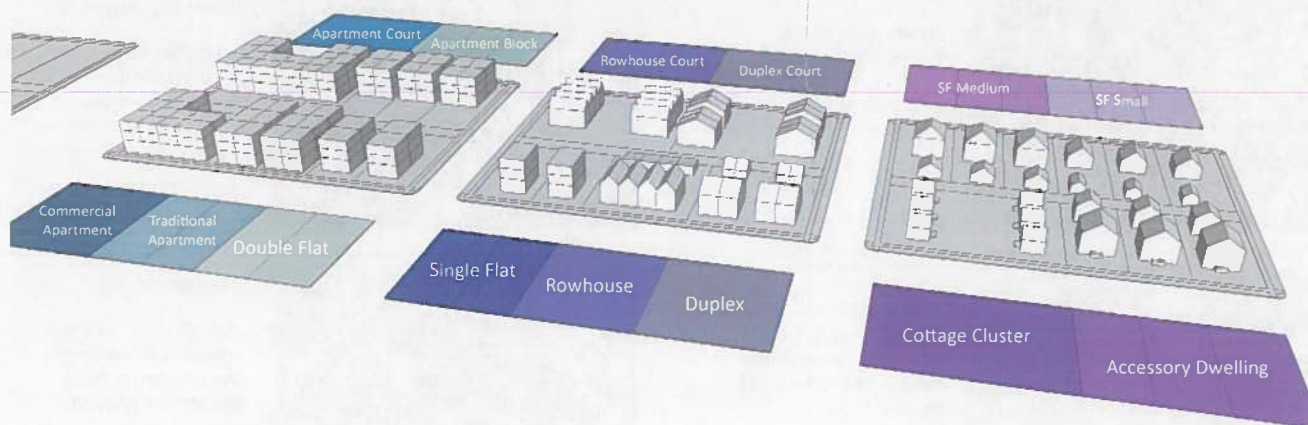 Apartment Court
Apartment Block
Rowhouse Court
Duplex Court
SF Medium
SF Small
Commercial
Apartment
Traditional
Apartment
Double Flat
Single Flat
Rowhouse
Duplex
Cottage Cluster
Accessory Dwelling